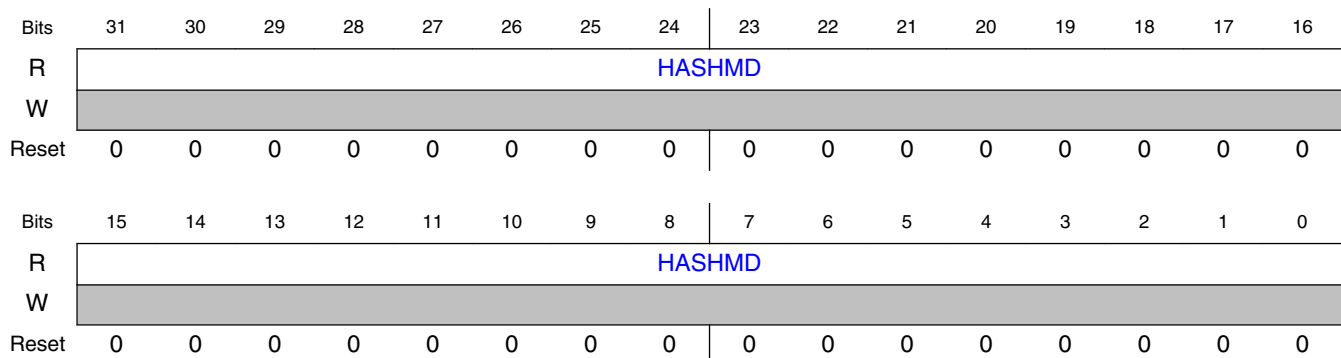 Bits 31 30 29 28 27 26 25 24 23 22 21 20 19 18 17 16
R HASHMD
W
Reset 0 0 0 0 0 0 0 0 0 0 0 0 0 0 0 0
Bits 15 14 13 12 11 10 9 8 7 6 5 4 3 2 1 0
R HASHMD
W
Reset 0 0 0 0 0 0 0 0 0 0 0 0 0 0 0 0